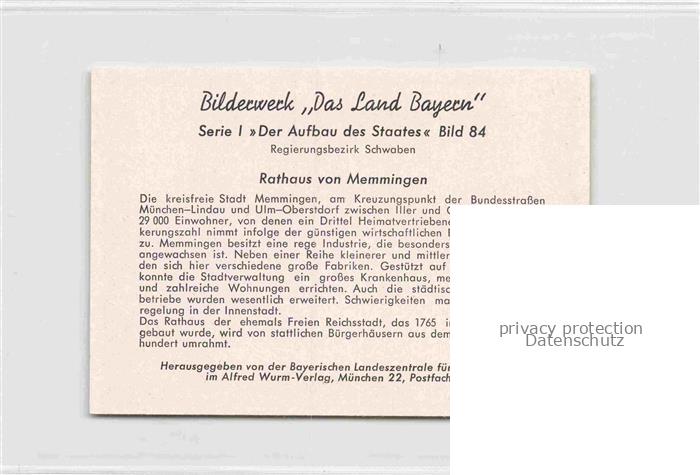 Bilderwerk „Das Land Bayern"
Serie I »Der Aufbau des Staates« Bild 84
Regierungsbezirk Schwaben
Rathaus von Memmingen
Die kreisfreie Stadt Memmingen, am Kreuzungspunkt der Bundesstraßen
München–Lindau und Ulm–Oberstdorf zwischen Iller und
29 000 Einwohner, von denen ein Drittel Heimatvertriebene
kerungszahl nimmt infolge der günstigen wirtschaftlichen
zu. Memmingen besitzt eine rege Industrie, die besonders
angewachsen ist. Neben einer Reihe kleinerer und mittler
den sich hier verschiedene große Fabriken. Gestützt auf
konnte die Stadtverwaltung ein großes Krankenhaus, me
und zahlreiche Wohnungen errichten. Auch die städtisc
betriebe wurden wesentlich erweitert. Schwierigkeiten ma
regelung in der Innenstadt.
Das Rathaus der ehemals Freien Reichsstadt, das 1765 i
gebaut wurde, wird von stattlichen Bürgerhäusern aus dem
hundert umrahmt.
Herausgegeben von der Bayerischen Landeszentrale für
im Alfred Wurm-Verlag, München 22, Postfach
privacy protection
Datenschutz